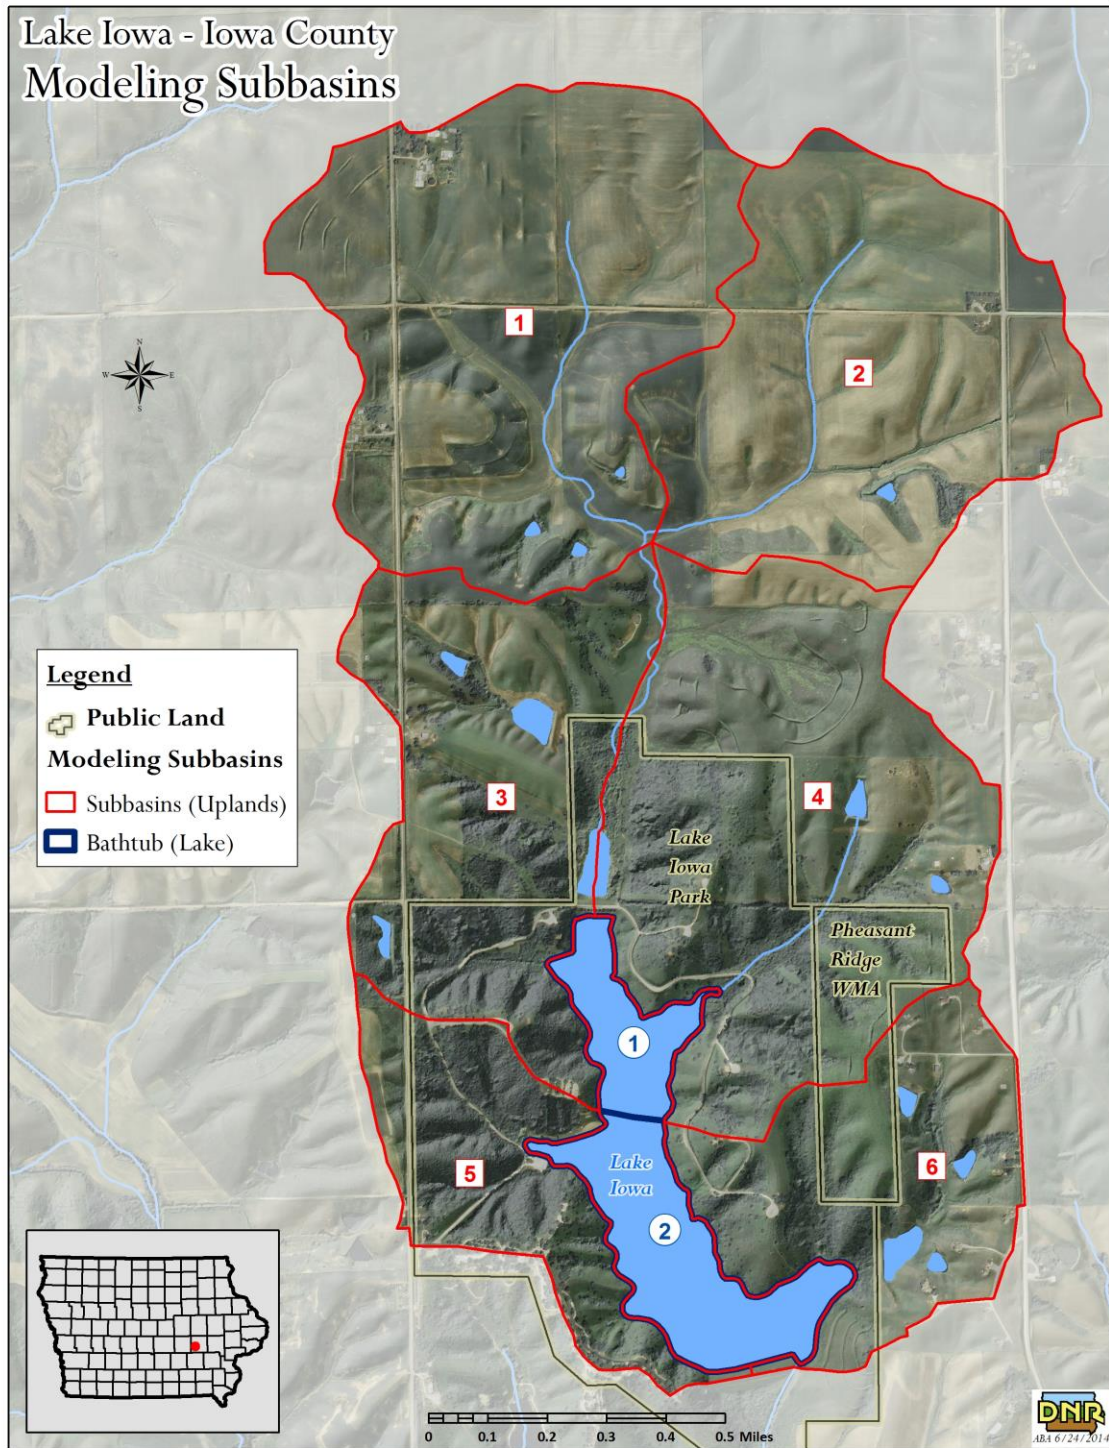 Lake Iowa - Iowa County
Modeling Subbasins
1
2
N
W E
S
Legend
Public Land
Modeling Subbasins
Subbasins (Uplands)
Bathtub (Lake)
3
4
Lake
Iowa
Park
Pheasant
Ridge
WMA
1
5
Lake
Iowa
6
2
0 0.1 0.2 0.3 0.4 0.5 Miles
DNR
ABA 6/24/2014